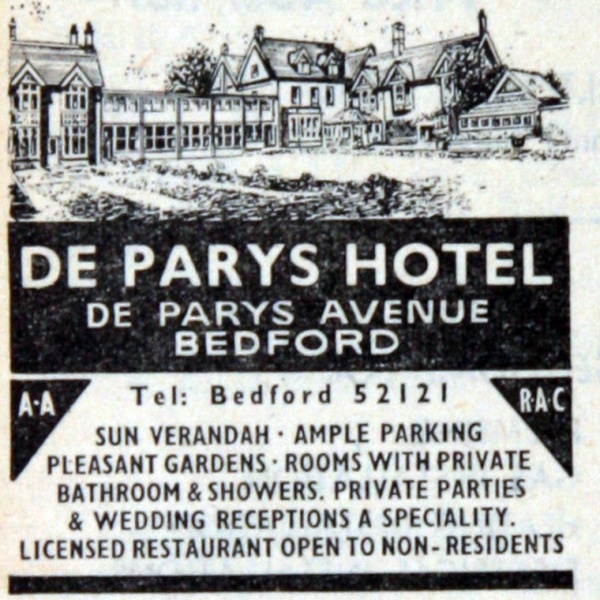 DE PARYS HOTEL
DE PARYS AVENUE
BEDFORD
A·A
Tel: Bedford 52121
R·A·C
SUN VERANDAH · AMPLE PARKING
PLEASANT GARDENS · ROOMS WITH PRIVATE
BATHROOM & SHOWERS. PRIVATE PARTIES
& WEDDING RECEPTIONS A SPECIALITY.
LICENSED RESTAURANT OPEN TO NON-RESIDENTS